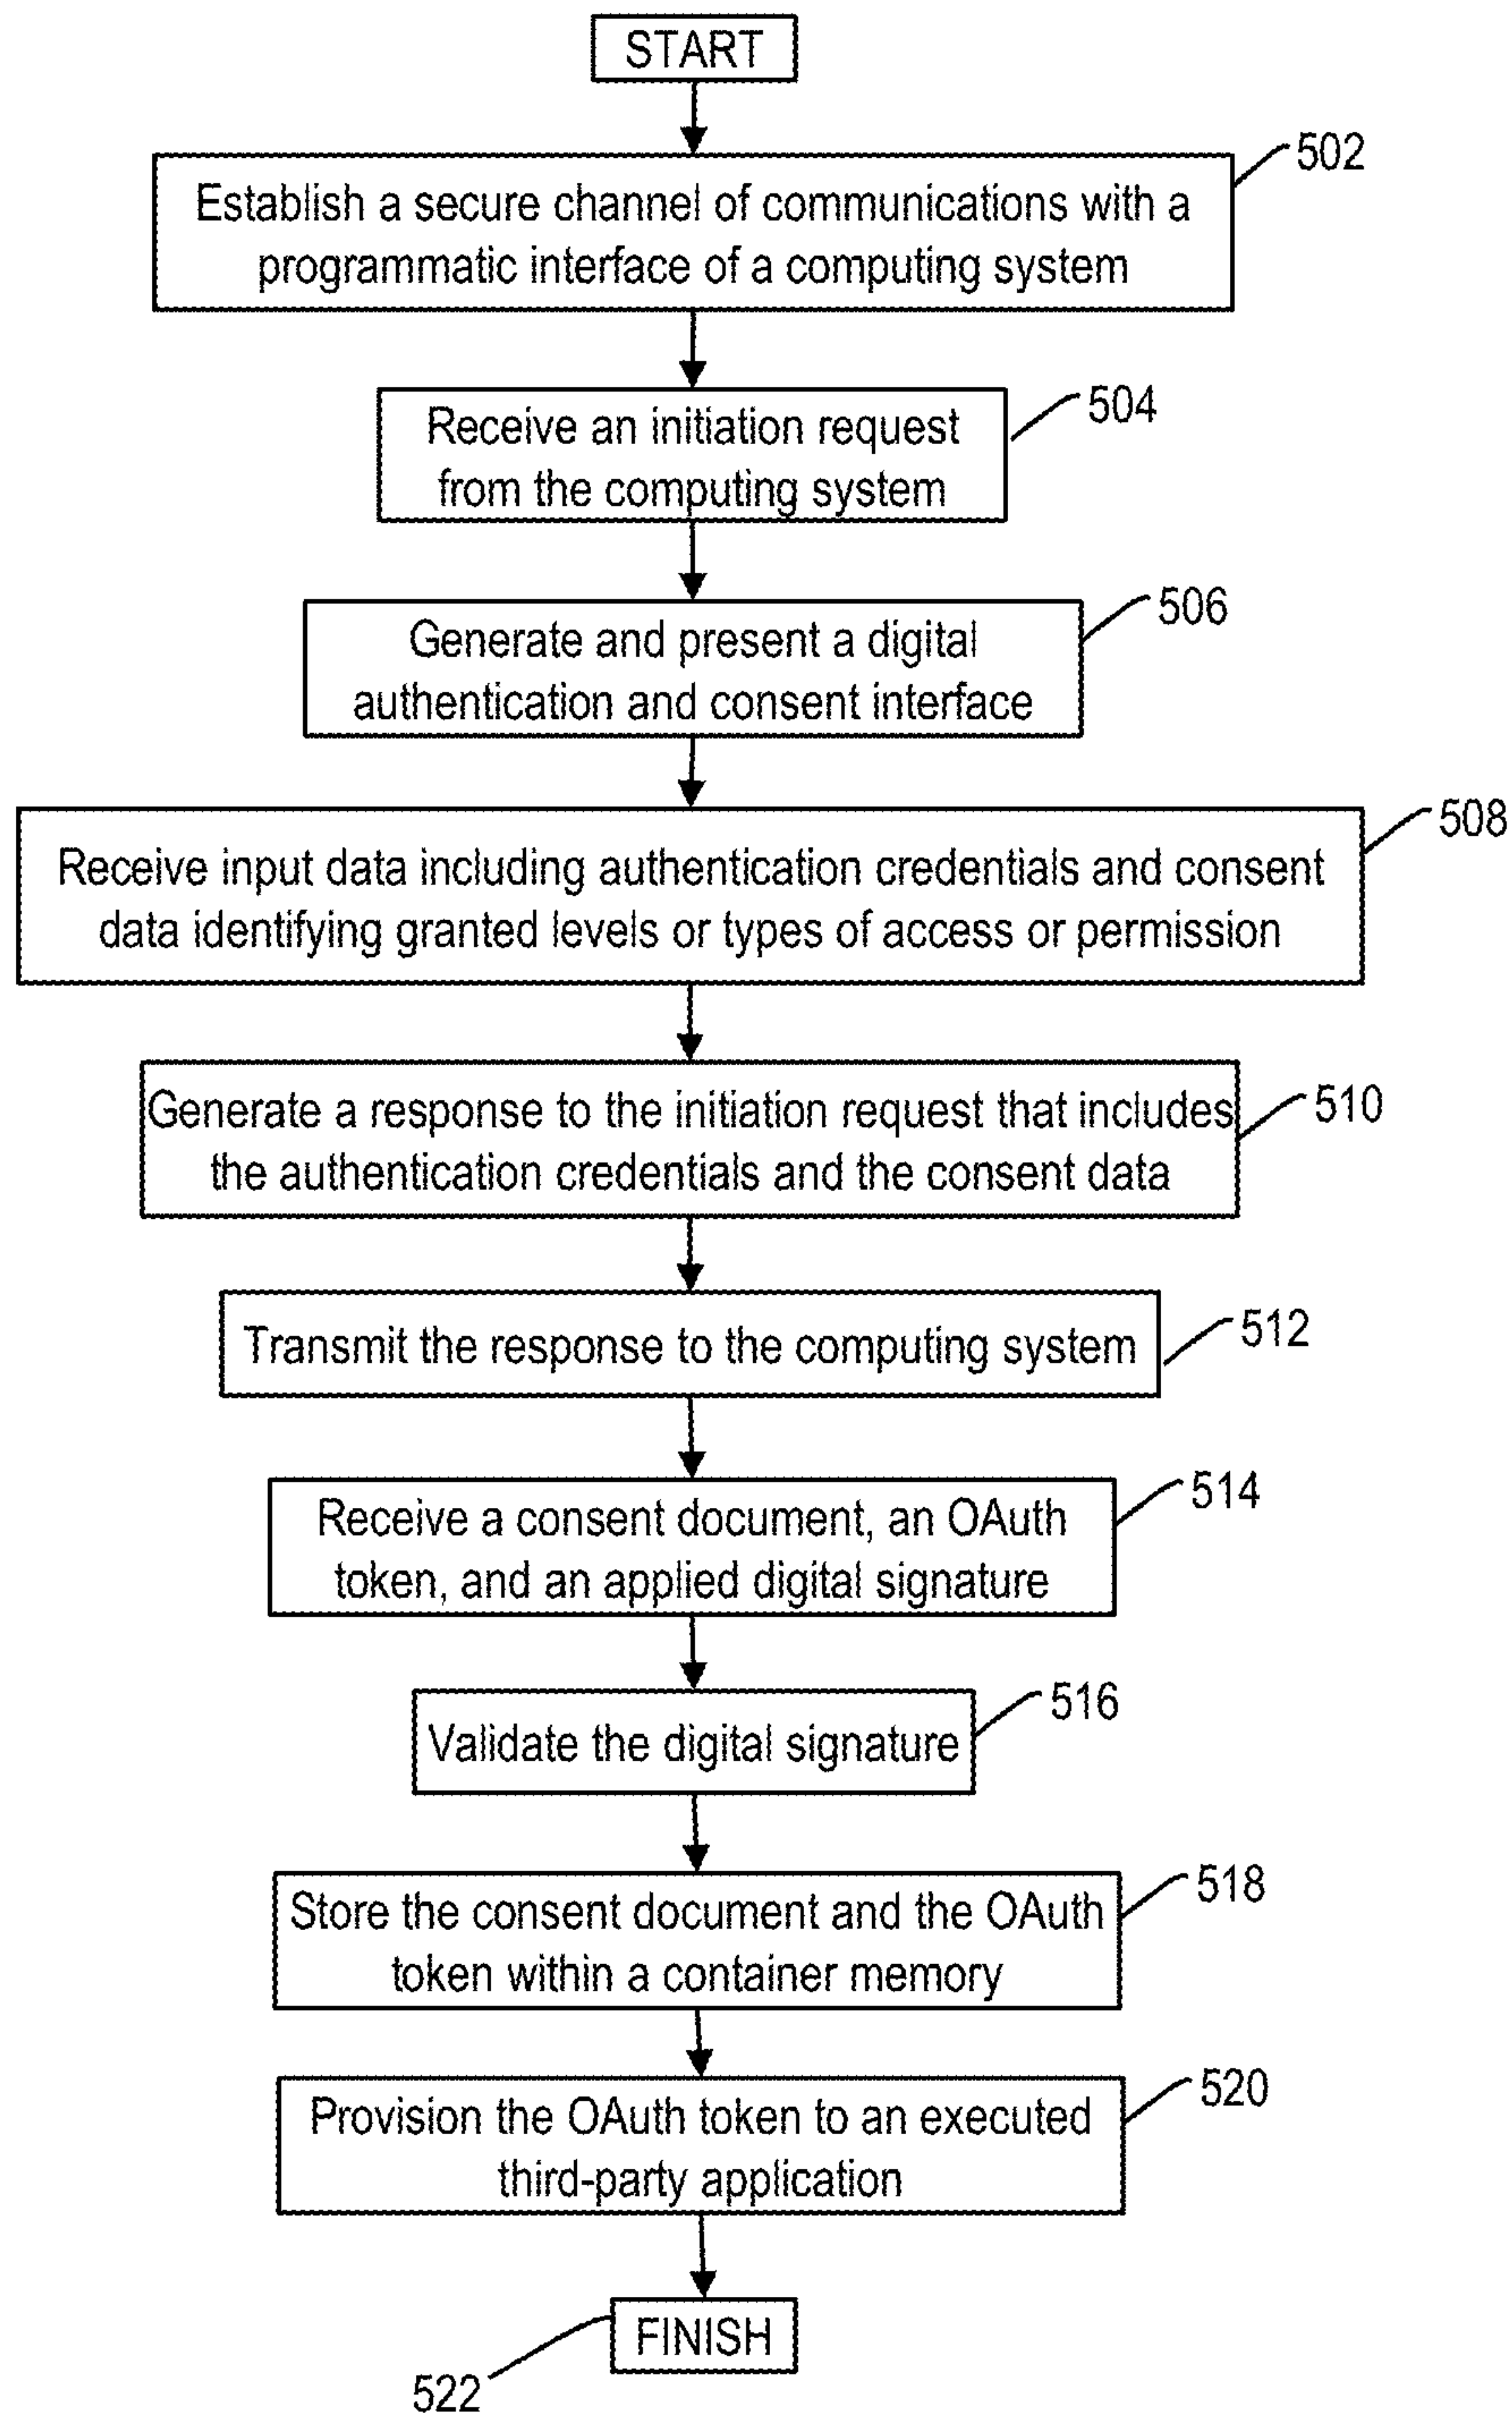 START
502
Establish a secure channel of communications with a
programmatic interface of a computing system
504
Receive an initiation request
from the computing system
506
Generate and present a digital
authentication and consent interface
508
Receive input data including authentication credentials and consent
data identifying granted levels or types of access or permission
510
Generate a response to the initiation request that includes
the authentication credentials and the consent data
512
Transmit the response to the computing system
514
Receive a consent document, an OAuth
token, and an applied digital signature
516
Validate the digital signature
518
Store the consent document and the OAuth
token within a container memory
520
Provision the OAuth token to an executed
third-party application
FINISH
522